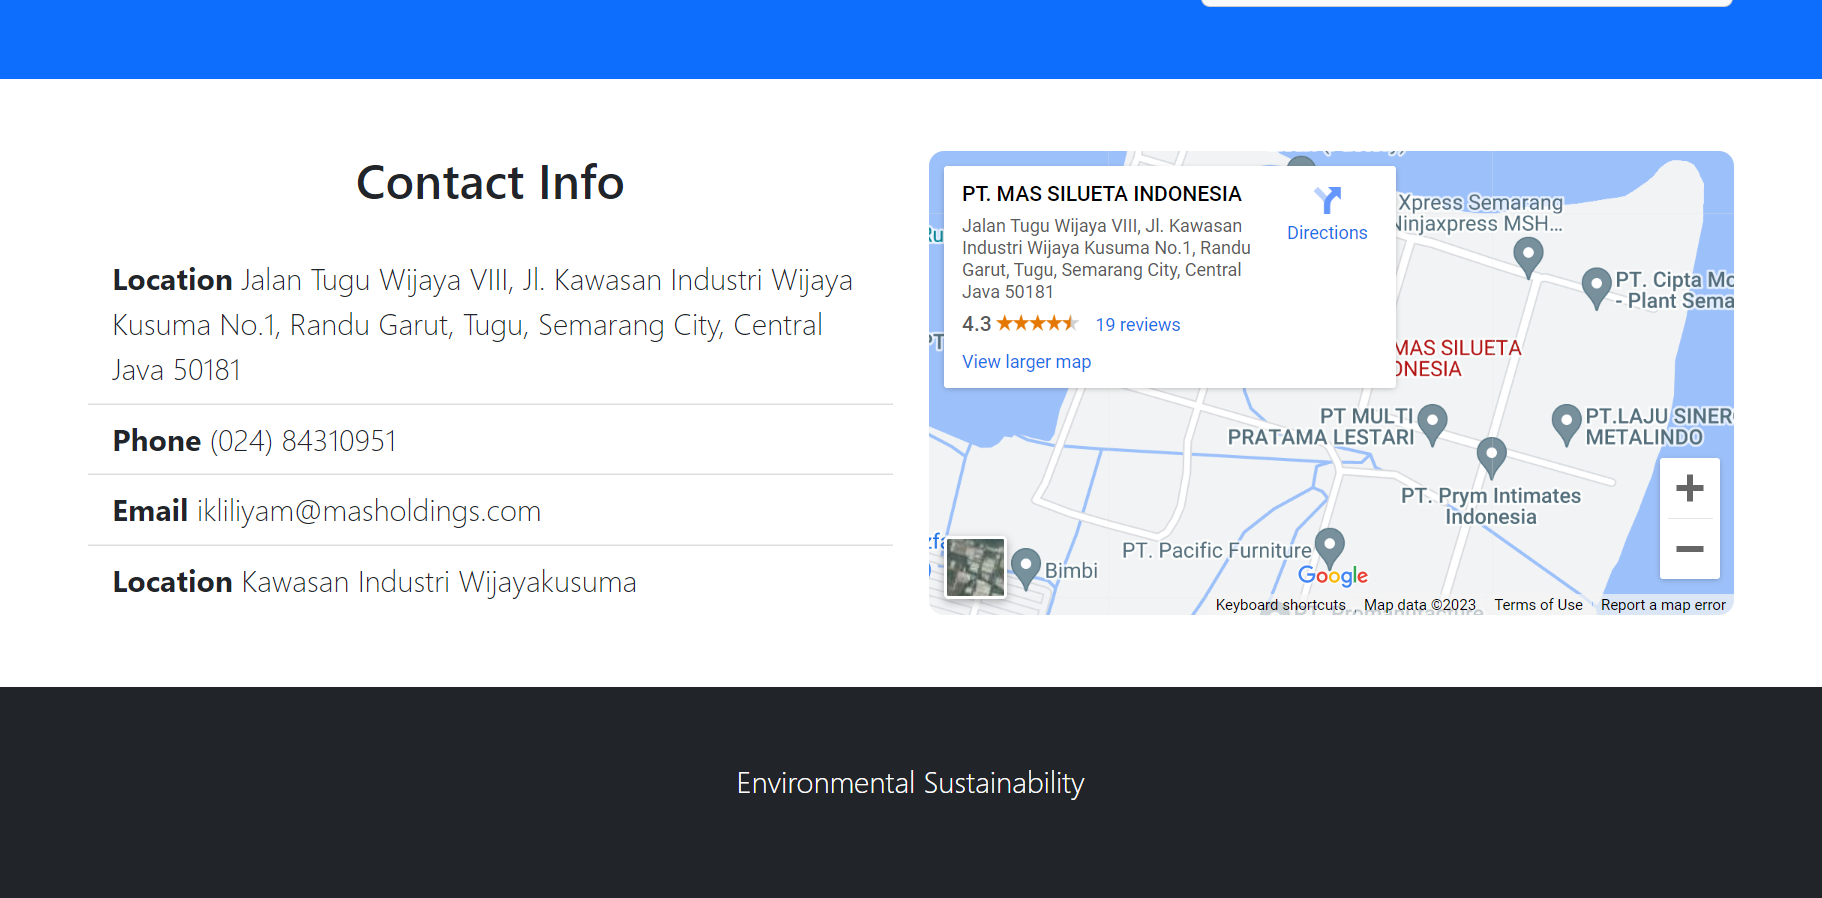 Contact Info
Location Jalan Tugu Wijaya VIII, Jl. Kawasan Industri Wijaya
Kusuma No.1, Randu Garut, Tugu, Semarang City, Central
Java 50181
Phone (024) 84310951
Email ikliliyam@masholdings.com
Location Kawasan Industri Wijayakusuma
PT. MAS SILUETA INDONESIA
Jalan Tugu Wijaya VIII, Jl. Kawasan
Industri Wijaya Kusuma No.1, Randu
Garut, Tugu, Semarang City, Central
Java 50181
4.3 19 reviews
View larger map
Directions
Xpress Semarang
Ninjaxpress MSH...
PT. Cipta Mo
- Plant Sema
MAS SILUETA
ONESIA
PT MULTI
PRATAMA LESTARI
PT.LAJU SINER
METALINDO
PT. Prym Intimates
Indonesia
PT. Pacific Furniture
Bimbi
Google
Keyboard shortcuts Map data ©2023 Terms of Use Report a map error
Environmental Sustainability